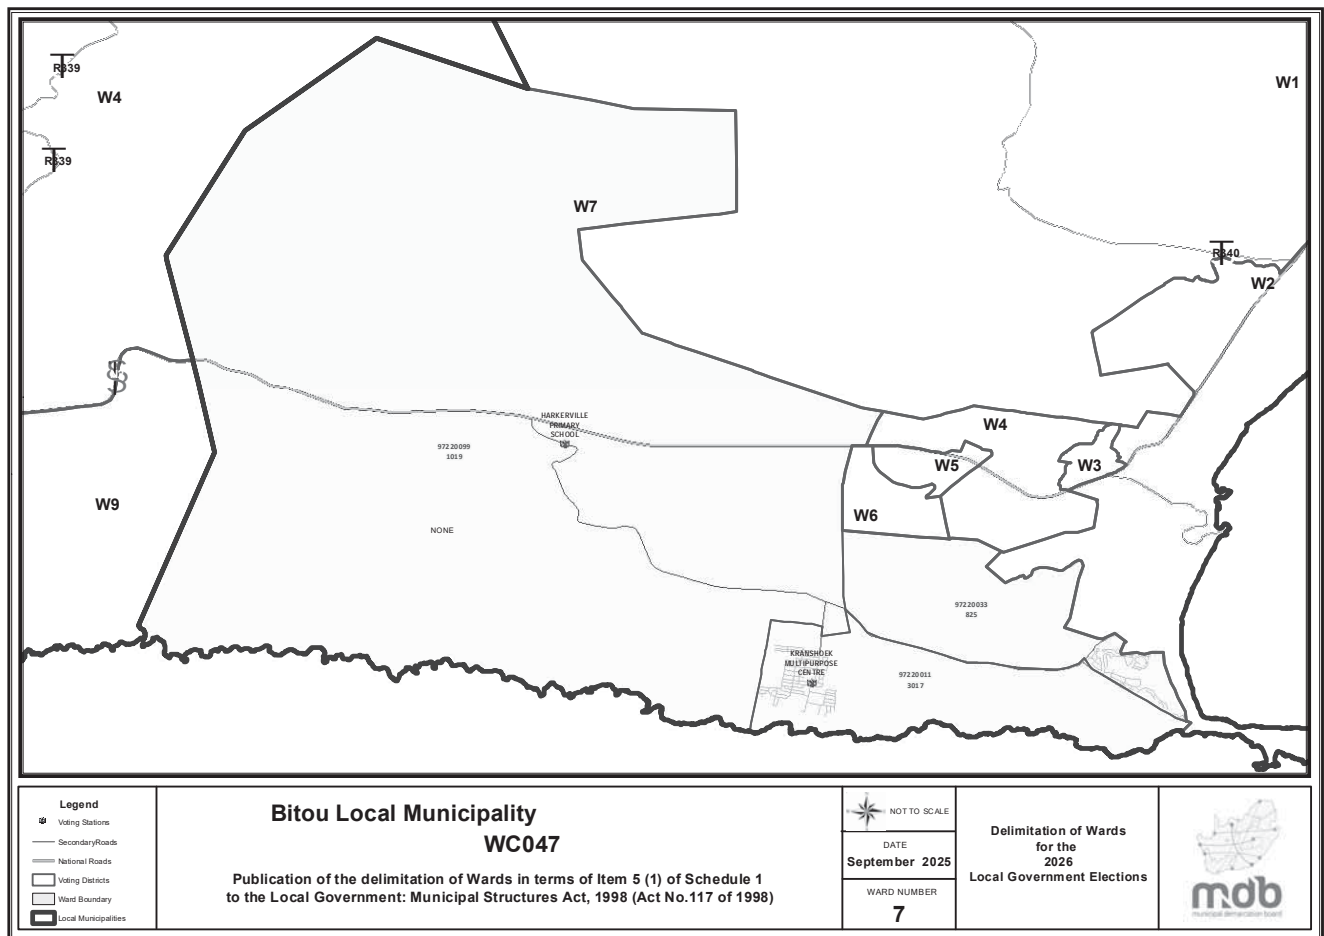 R339
W4
W1
R339
W7
R340
W2
HARKERVILLE
PRIMARY
SCHOOL
97220099
1019
W4
W5
W3
W9
W6
NONE
97220033
825
KRANSHOEK
MULTIPURPOSE
CENTRE
97220011
3017
Legend
Voting Stations
SecondaryRoads
National Roads
Voting Districts
Ward Boundary
Local Municipalities
Bitou Local Municipality
WC047
Publication of the delimitation of Wards in terms of Item 5 (1) of Schedule 1
to the Local Government: Municipal Structures Act, 1998 (Act No.117 of 1998)
NOT TO SCALE
DATE
September 2025
WARD NUMBER
7
Delimitation of Wards
for the
2026
Local Government Elections
mdb
municipal demarcation board